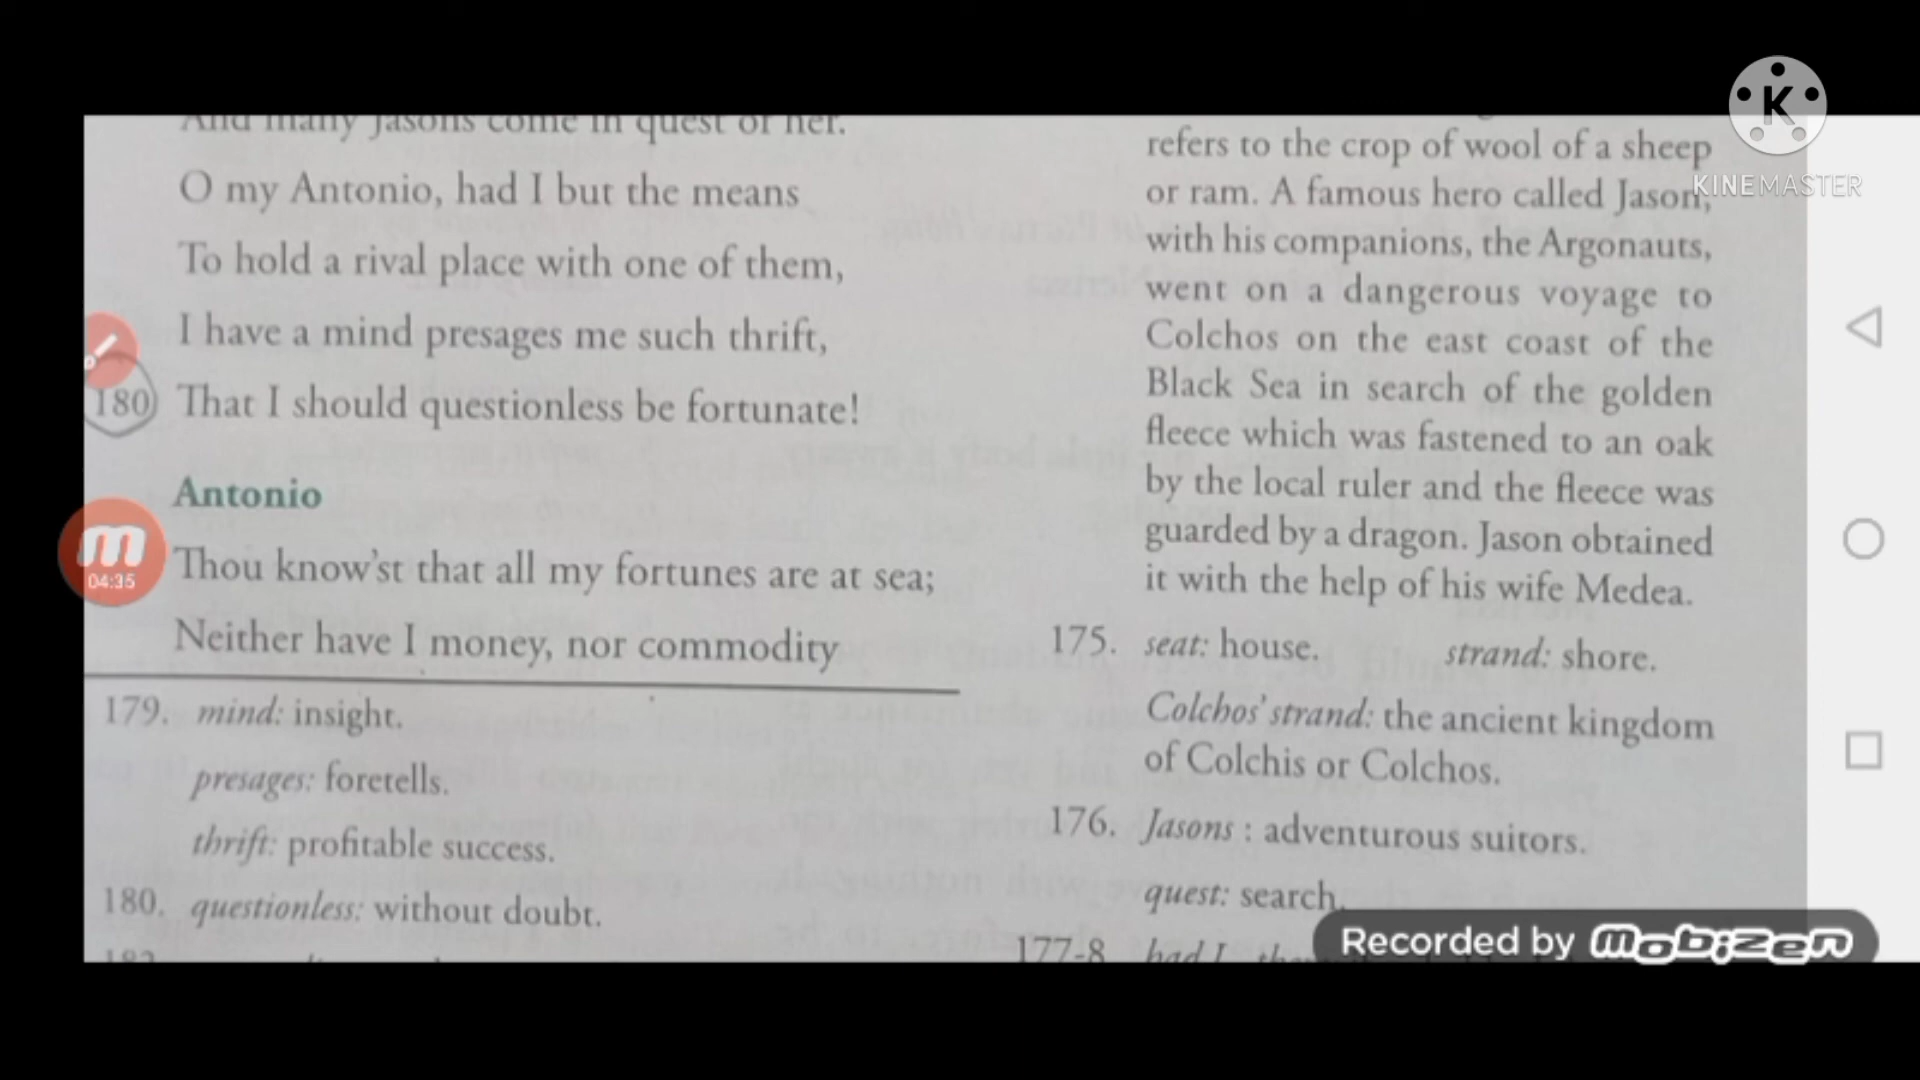 And many Jasons come in quest of her.
O my Antonio, had I but the means
To hold a rival place with one of them,
I have a mind presages me such thrift,
180 That I should questionless be fortunate!
Antonio
Thou know'st that all my fortunes are at sea;
Neither have I money, nor commodity
179. mind: insight.
presages: foretells.
thrift: profitable success.
180. questionless: without doubt.
refers to the crop of wool of a sheep
or ram. A famous hero called Jason,
with his companions, the Argonauts,
went on a dangerous voyage to
Colchos on the east coast of the
Black Sea in search of the golden
fleece which was fastened to an oak
by the local ruler and the fleece was
guarded by a dragon. Jason obtained
it with the help of his wife Medea.
175. seat: house. strand: shore.
Colchos' strand: the ancient kingdom
of Colchis or Colchos.
176. Jasons : adventurous suitors.
quest: search.
177-8 had I
K
KINEMASTER
m
04:35
Recorded by mobizen